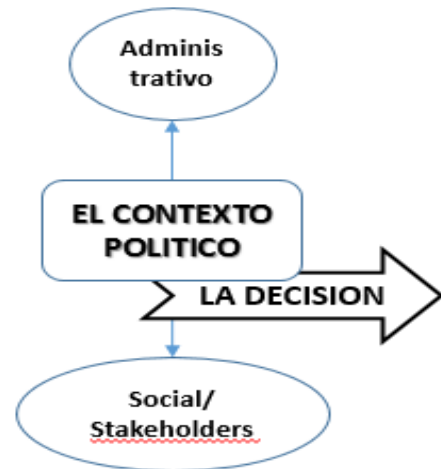 Adminis
trativo
EL CONTEXTO
POLITICO
LA DECISION
Social/
Stakeholders